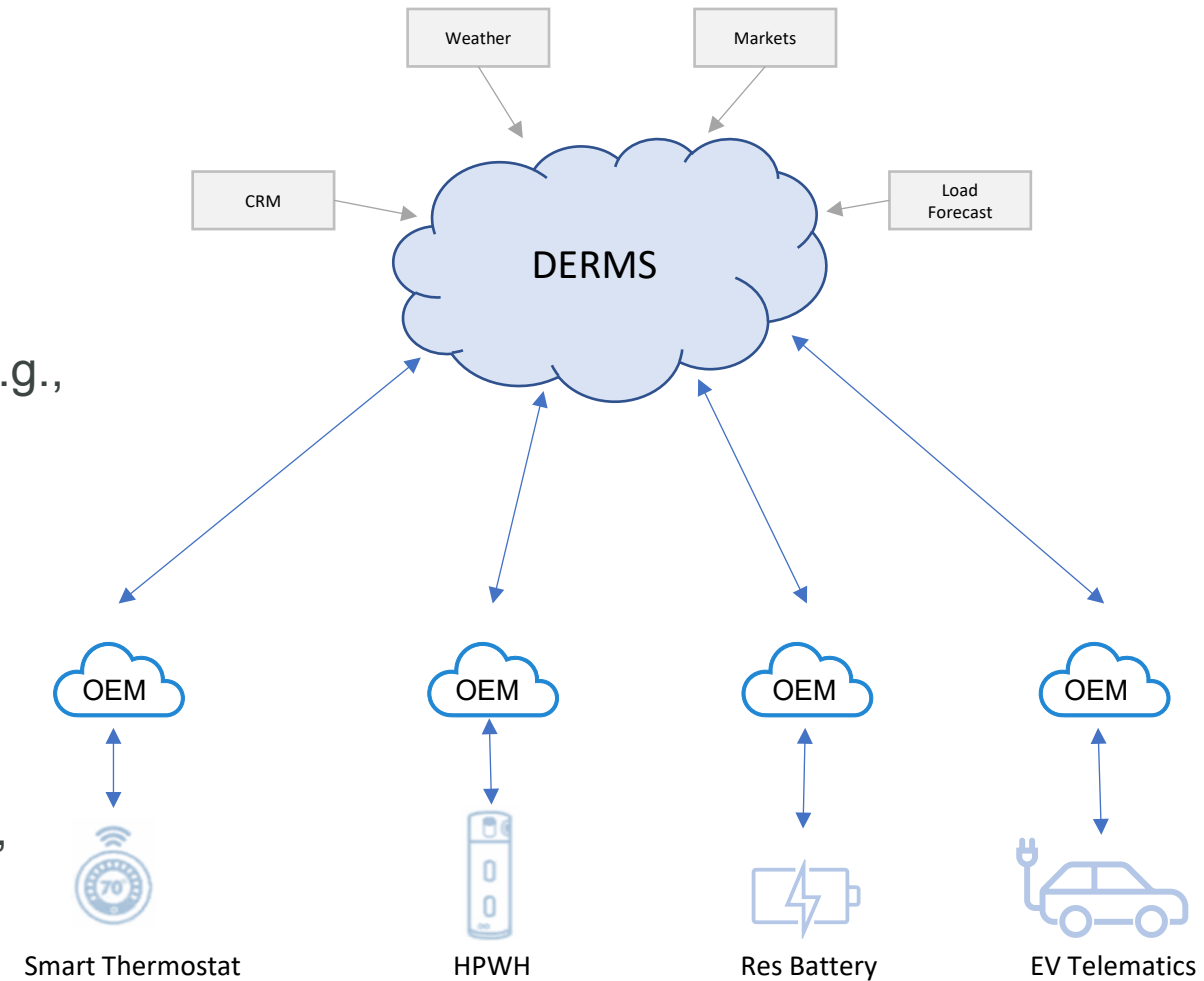 Weather
Markets
CRM
Load
Forecast
DERMS
.g.,
OEM
OEM
OEM
OEM
,
70°
Smart Thermostat
HPWH
Res Battery
EV Telematics